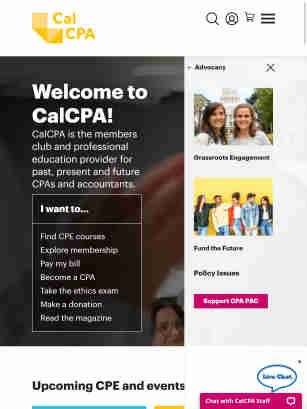 Cal
CPA
← Advocacy
Welcome to
CalCPA!
CalCPA is the members
club and professional
education provider for
past, present and future
CPAs and accountants.
I want to...
Find CPE courses
Explore membership
Pay my bill
Become a CPA
Take the ethics exam
Make a donation
Read the magazine
Grassroots Engagement
Fund the Future
Policy Issues
Support CPA PAC
Upcoming CPE and events
Live Chat
Chat with CalCPA Staff